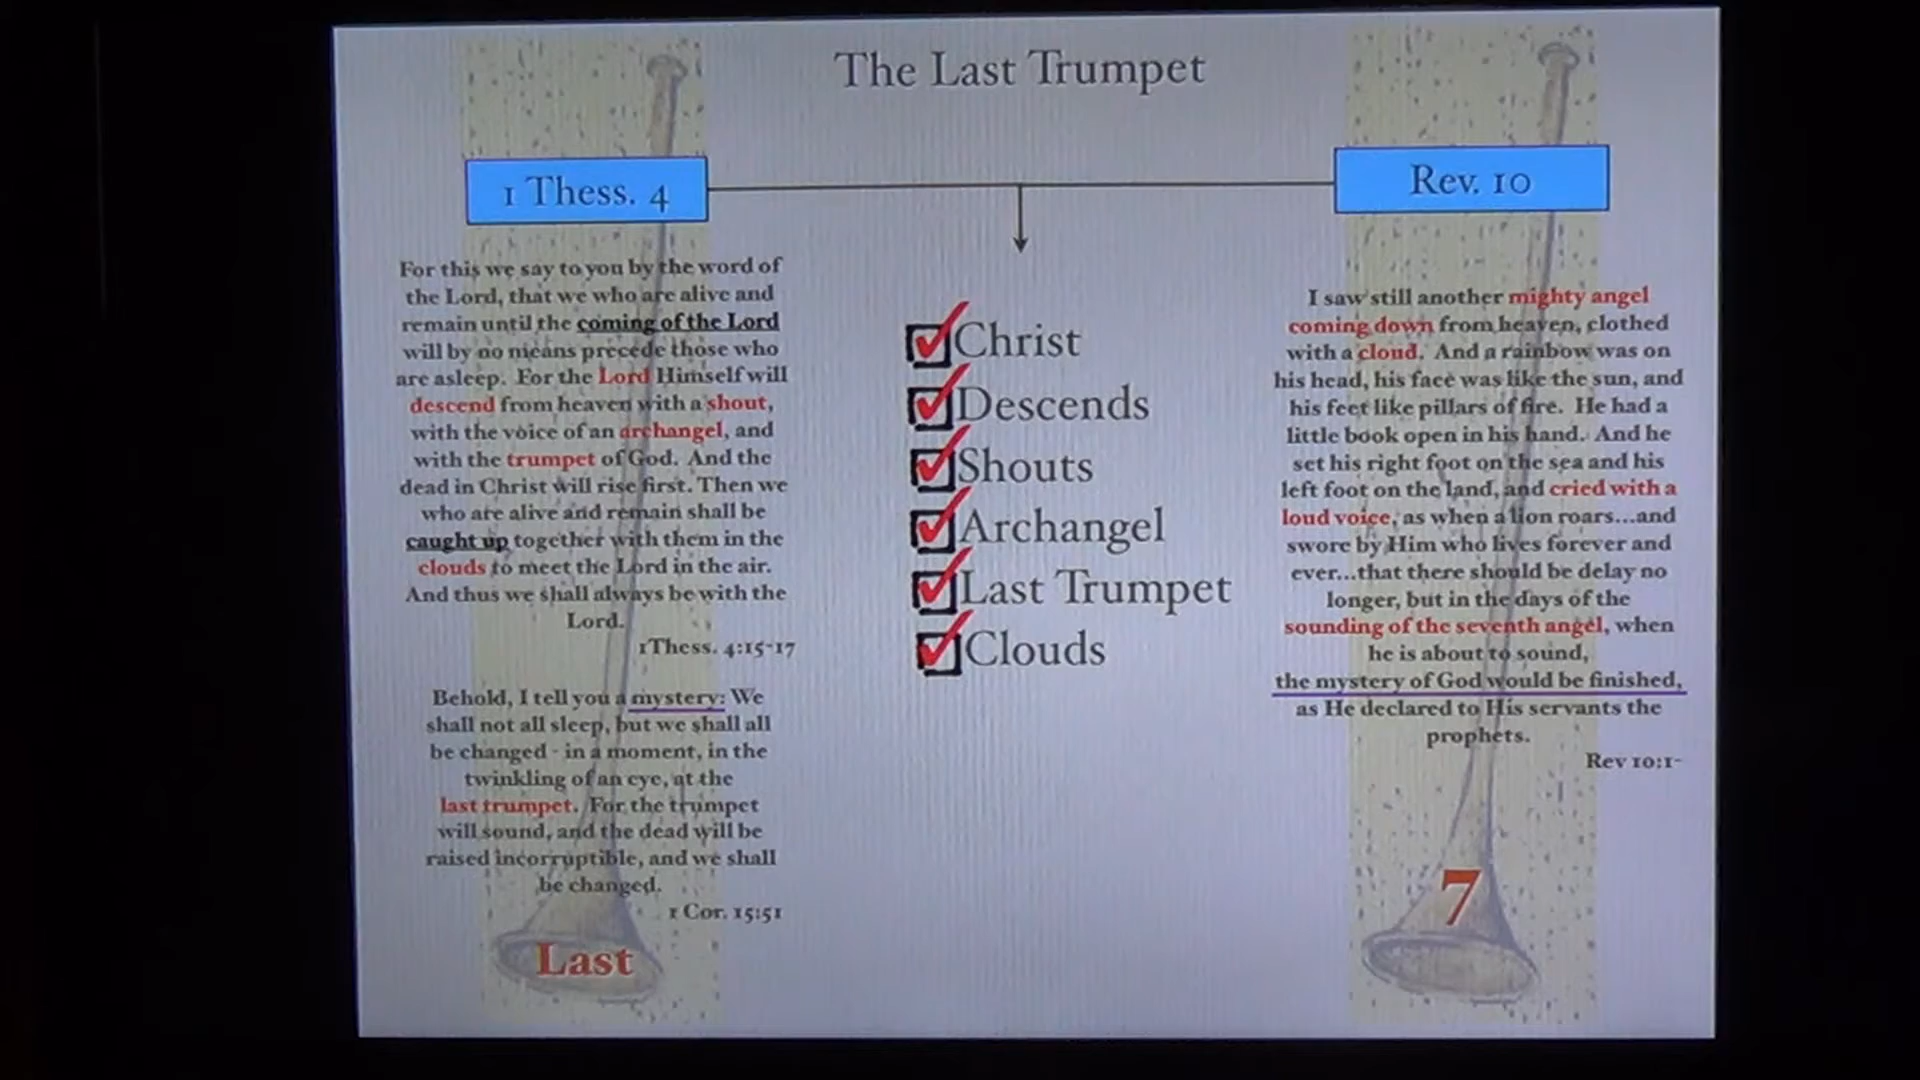 The Last Trumpet
1 Thess. 4
For this we say to you by the word of
the Lord, that we who are alive and
remain until the coming of the Lord
will by no means precede those who
are asleep. For the Lord Himself will
descend from heaven with a shout,
with the voice of an archangel, and
with the trumpet of God. And the
dead in Christ will rise first. Then we
who are alive and remain shall be
caught up together with them in the
clouds to meet the Lord in the air.
And thus we shall always be with the
Lord.
1Thess. 4:15-17
Behold, I tell you a mystery: We
shall not all sleep, but we shall all
be changed - in a moment, in the
twinkling of an eye, at the
last trumpet. For the trumpet
will sound, and the dead will be
raised incorruptible, and we shall
be changed.
1 Cor. 15:51
Last
Christ
Descends
Shouts
Archangel
Last Trumpet
Clouds
Rev. 10
I saw still another mighty angel
coming down from heaven, clothed
with a cloud. And a rainbow was on
his head, his face was like the sun, and
his feet like pillars of fire. He had a
little book open in his hand. And he
set his right foot on the sea and his
left foot on the land, and cried with a
loud voice, as when a lion roars...and
swore by Him who lives forever and
ever...that there should be delay no
longer, but in the days of the
sounding of the seventh angel, when
he is about to sound,
the mystery of God would be finished,
as He declared to His servants the
prophets.
Rev 10:1-
7